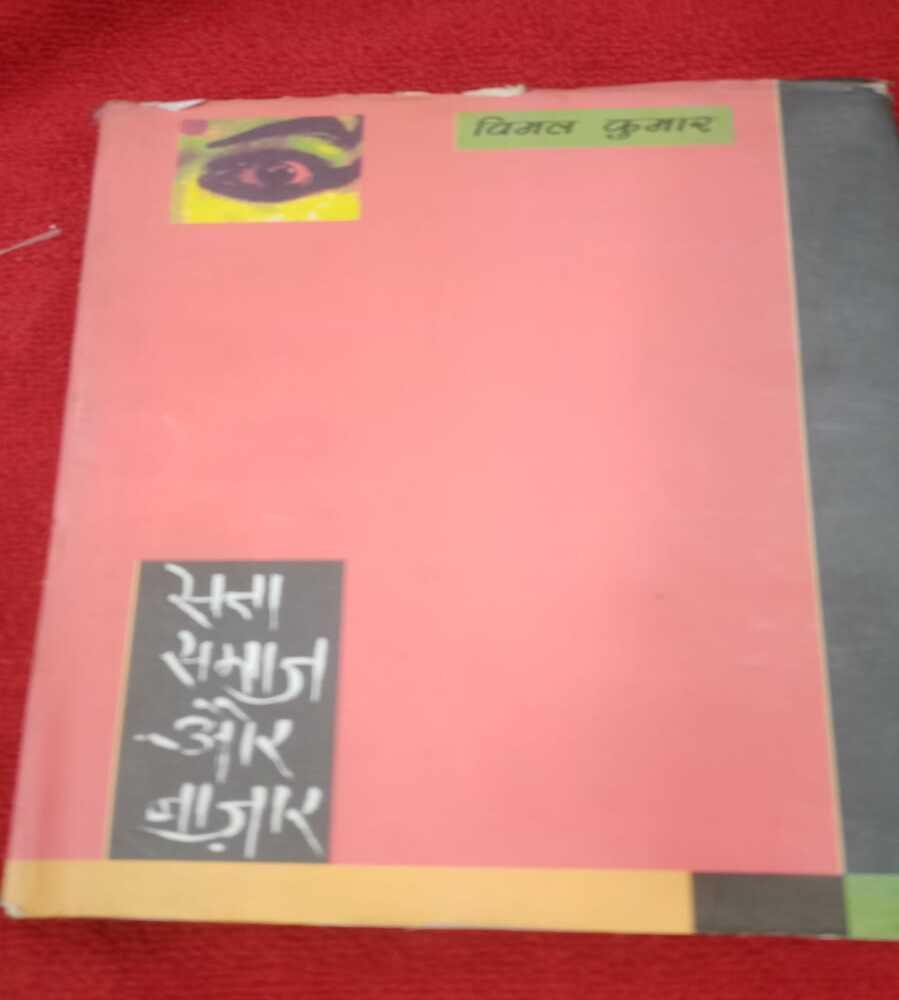 विमल कुमार
सत्ता
समाज
और
बाज़ार